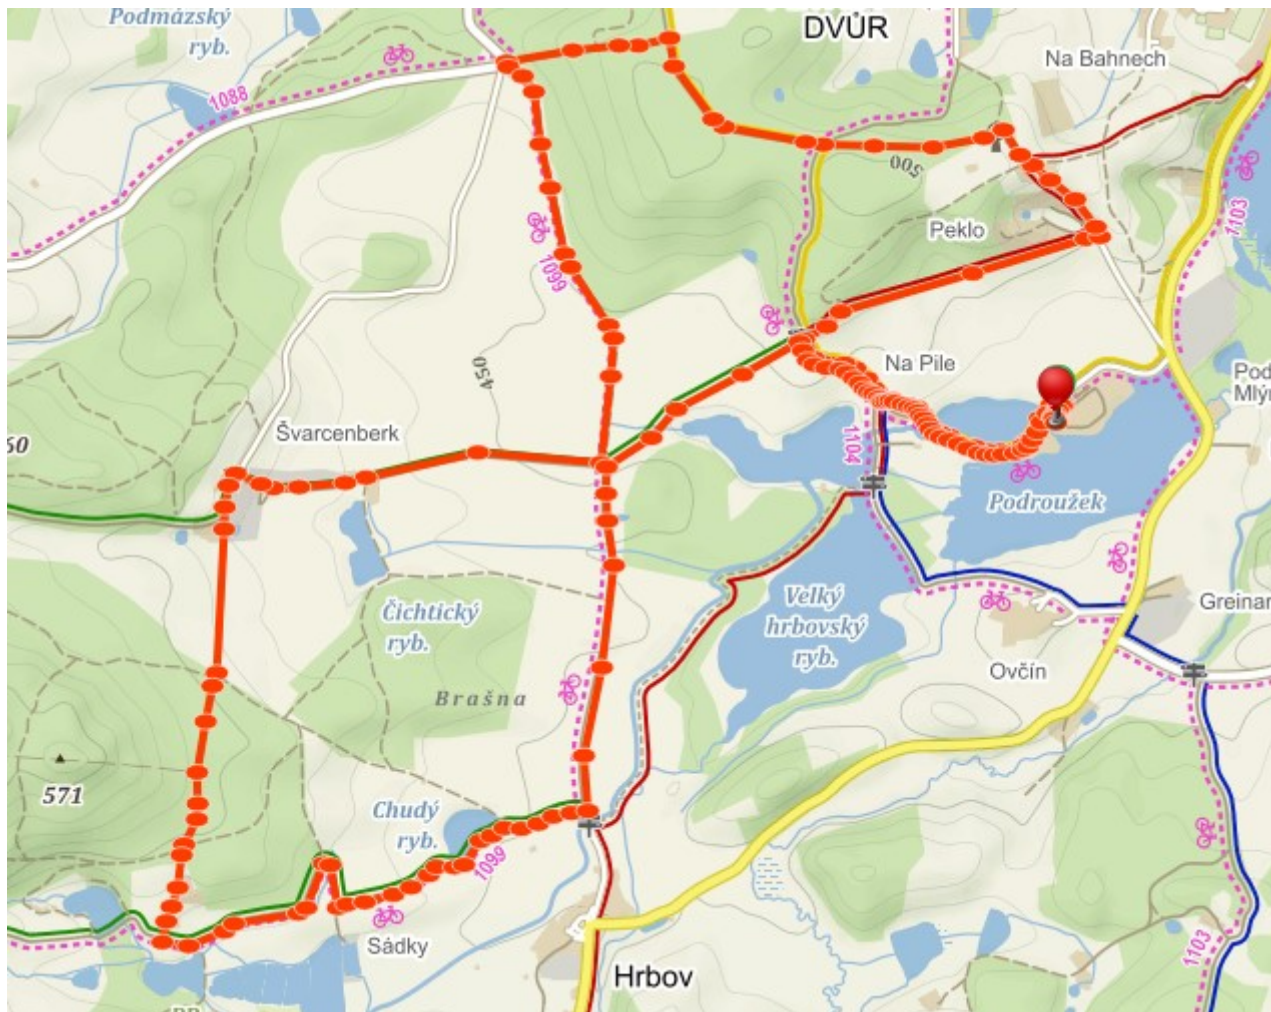 Podmázský
ryb.
DVŮR
Na Bahnech
1088
1103
500
Peklo
1099
450
Na Pile
Pod
Mlý
Švarcenberk
60
1104
Podroužek
Čichtický
ryb.
Velký
hrbovský
ryb.
Greinar
Ovčín
Brašna
571
Chudý
ryb.
1099
Sádky
1103
Hrbov